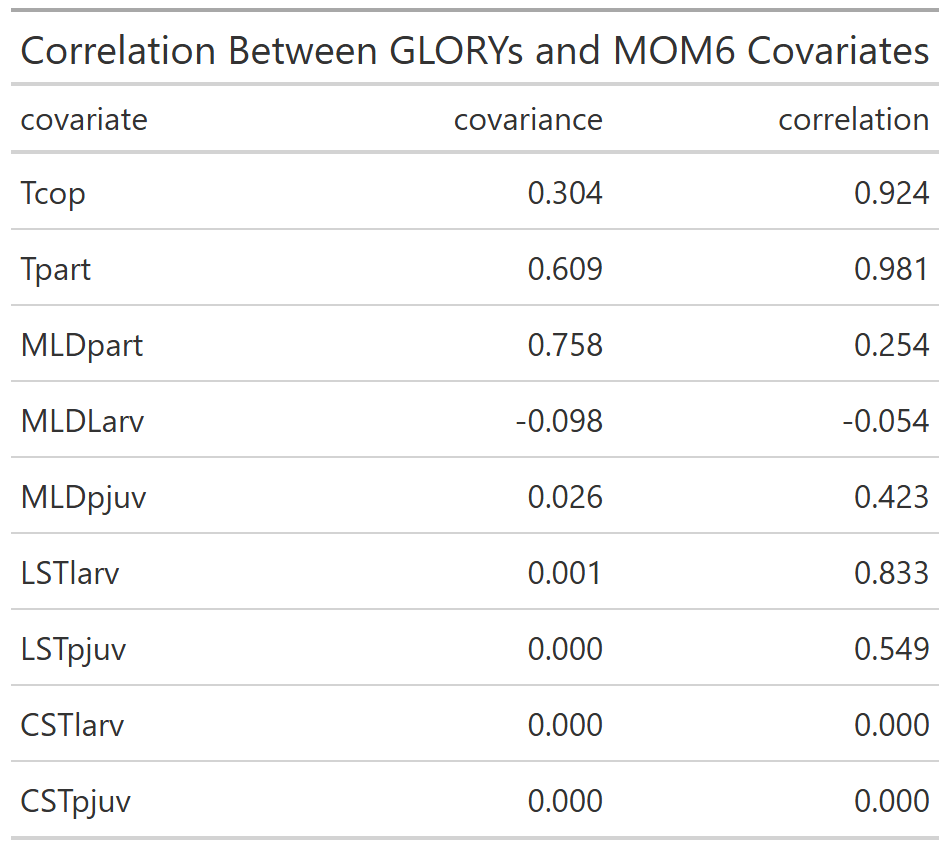 Correlation Between GLORYs and MOM6 Covariates
covariate covariance correlation
Tcop 0.304 0.924
Tpart 0.609 0.981
MLDpart 0.758 0.254
MLDLarv -0.098 -0.054
MLDpjuv 0.026 0.423
LSTlarv 0.001 0.833
LSTpjuv 0.000 0.549
CSTlarv 0.000 0.000
CSTpjuv 0.000 0.000